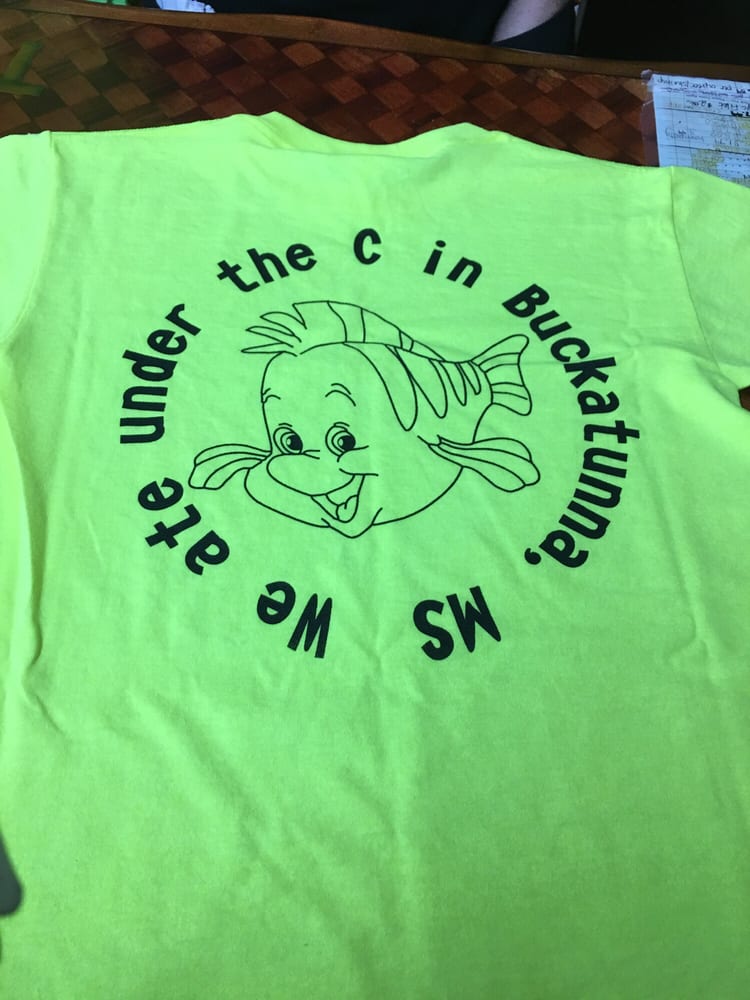 We ate under the C in Buckatunna, MS